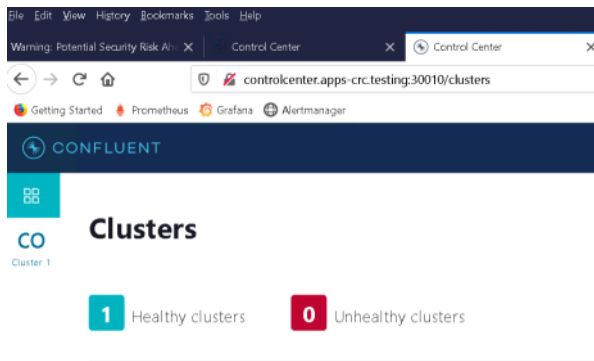 File Edit View History Bookmarks Tools Help
Warning: Potential Security Risk Ah Control Center Control Center
controlcenter.apps-crc.testing:30010/clusters
Getting Started Prometheus Grafana Alertmanager
CONFLUENT
Clusters
CO
Cluster 1
1 Healthy clusters 0 Unhealthy clusters